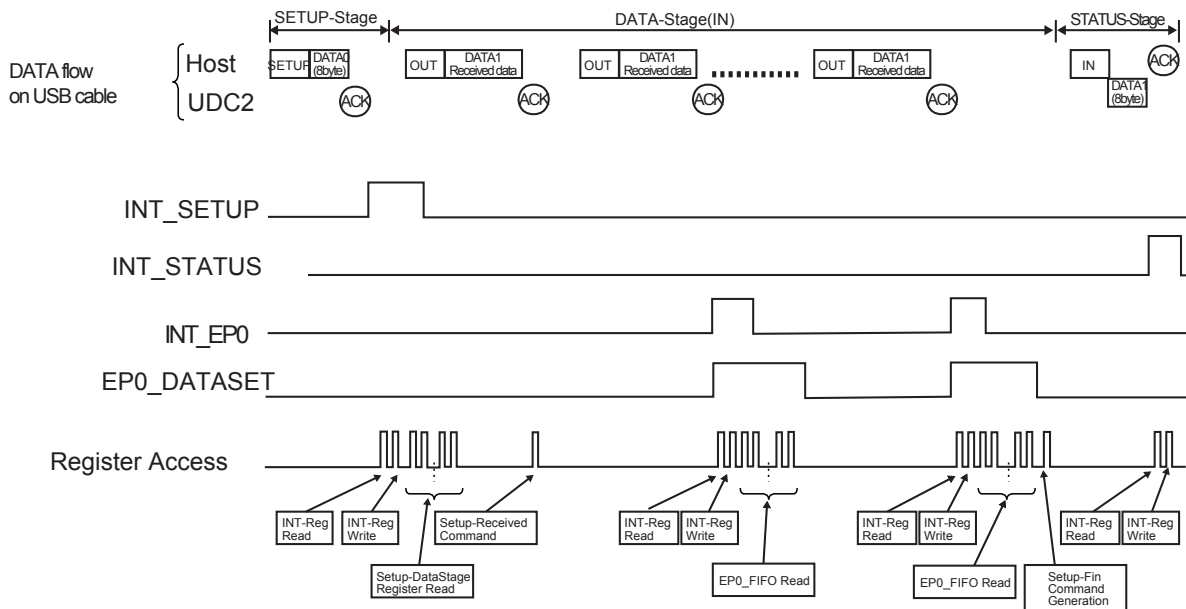 SETUP-Stage
DATA-Stage(IN)
STATUS-Stage
DATA flow
on USB cable
Host
UDC2
SETUP
DATA0
(8byte)
ACK
OUT
DATA1
Received data
ACK
OUT
DATA1
Received data
ACK
OUT
DATA1
Received data
ACK
IN
DATA1
(8byte)
ACK
INT_SETUP
INT_STATUS
INT_EP0
EP0_DATASET
Register Access
INT-Reg
Read
INT-Reg
Write
Setup-DataStage
Register Read
Setup-Received
Command
INT-Reg
Read
INT-Reg
Write
EP0_FIFO Read
INT-Reg
Read
INT-Reg
Write
EP0_FIFO Read
Setup-Fin
Command
Generation
INT-Reg
Read
INT-Reg
Write